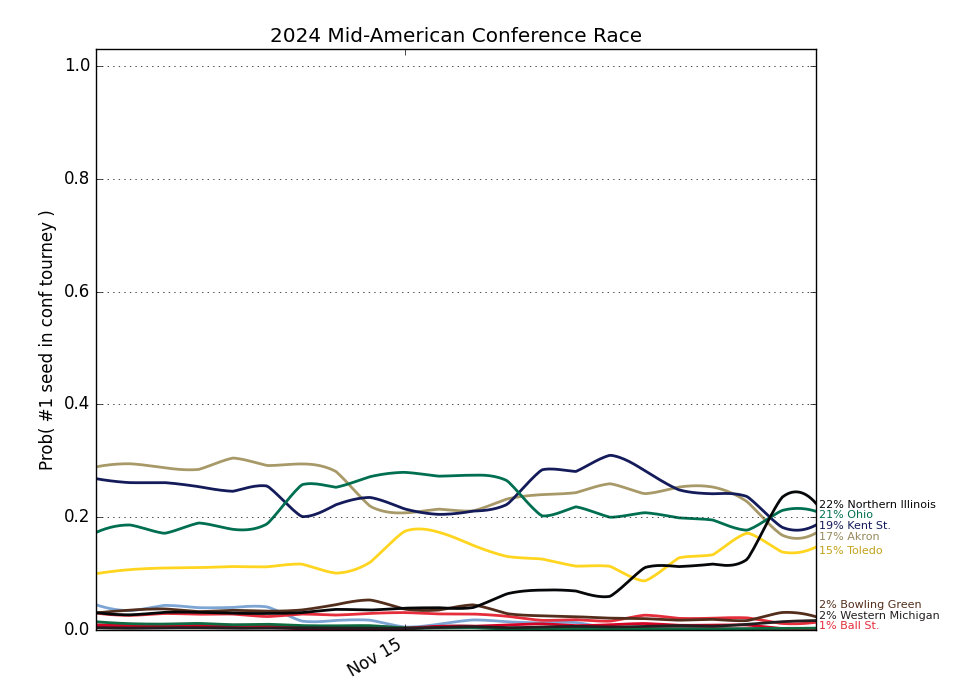 2024 Mid-American Conference Race
Prob( #1 seed in conf tourney )
1.0
0.8
0.6
0.4
0.2
0.0
Nov 15
22% Northern Illinois
21% Ohio
19% Kent St.
17% Akron
15% Toledo
2% Bowling Green
2% Western Michigan
1% Ball St.